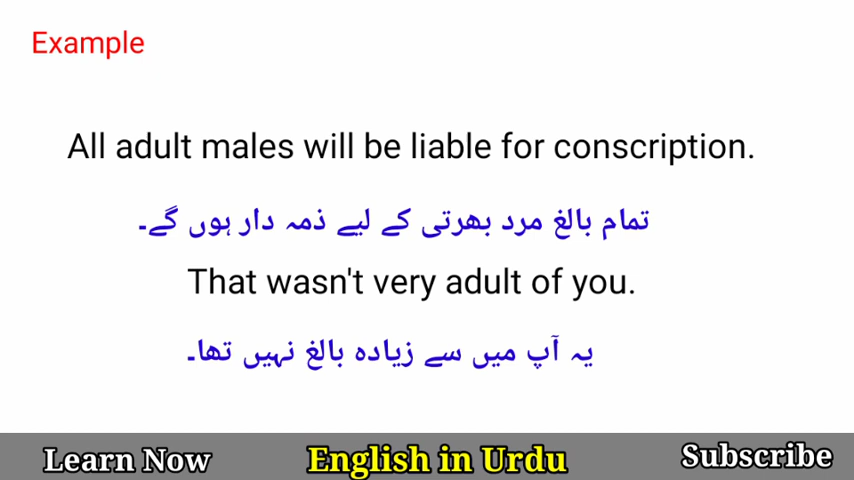 Example
All adult males will be liable for conscription.
تمام بالغ مرد بھرتی کے لیے ذمہ دار ہوں گے۔
That wasn't very adult of you.
یہ آپ میں سے زیادہ بالغ نہیں تھا۔
Learn Now
English in Urdu
Subscribe